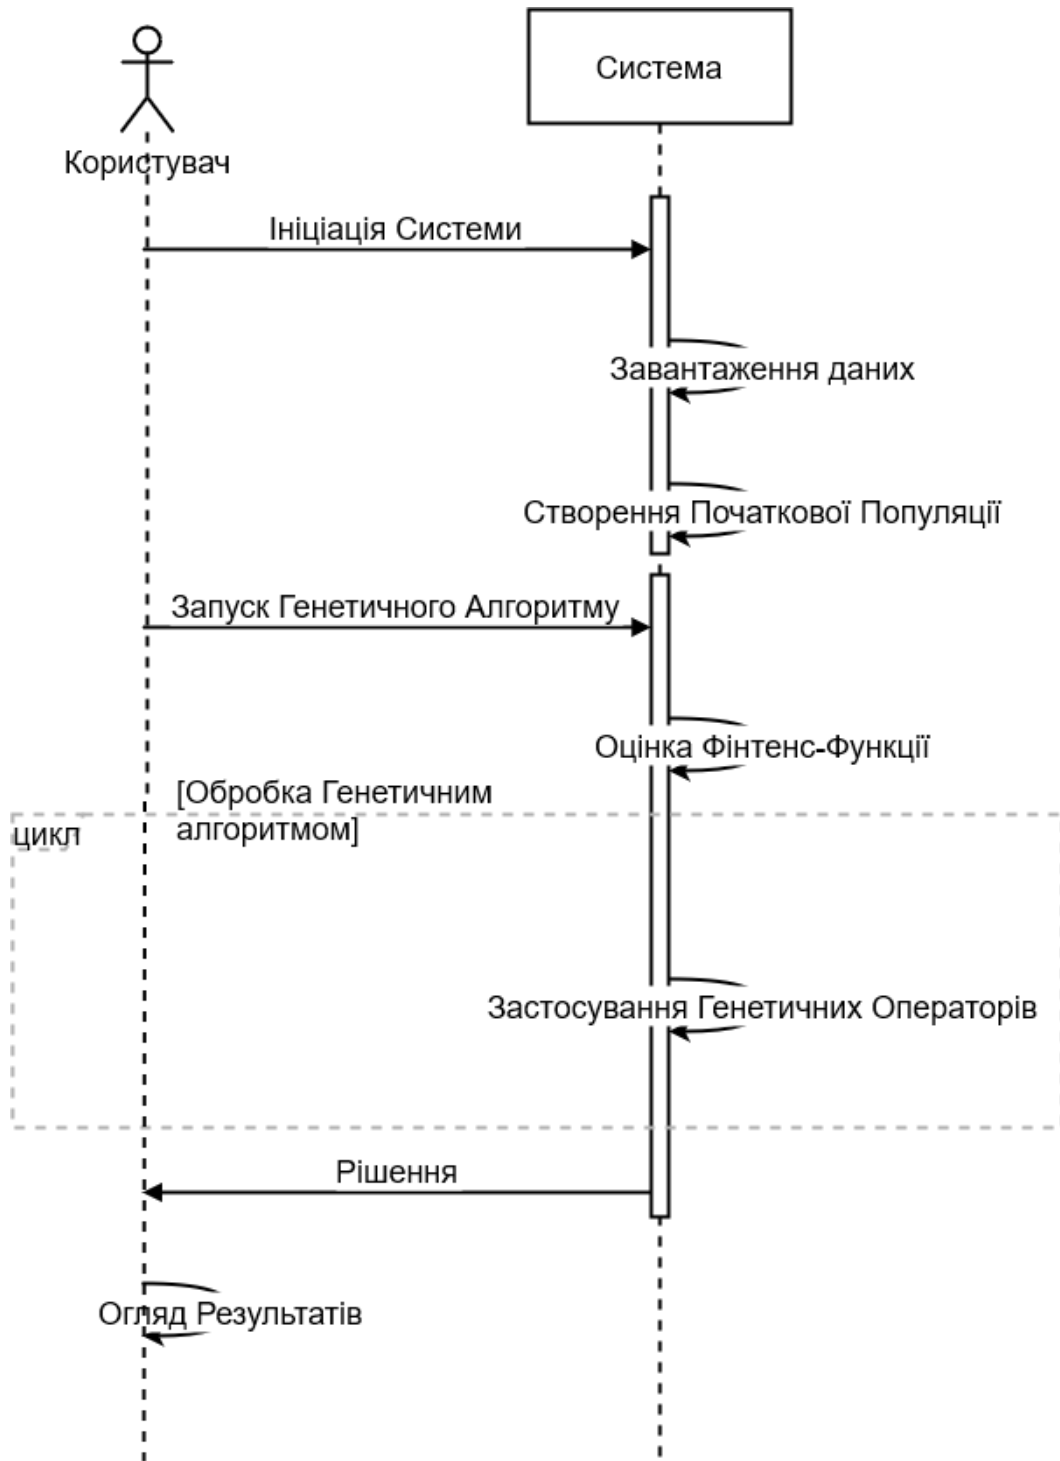 Система
Користувач
Ініціація Системи
Завантаження даних
Створення Початкової Популяції
Запуск Генетичного Алгоритму
Оцінка Фінтенс-Функції
[Обробка Генетичним
алгоритмом]
цикл
Застосування Генетичних Операторів
Рішення
Огляд Результатів